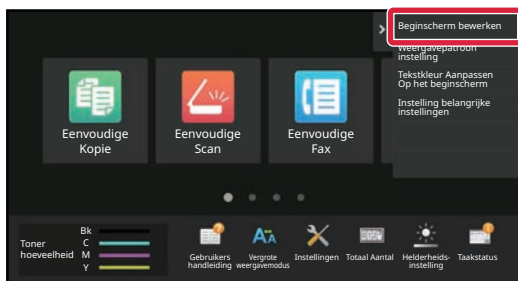 Beginscherm bewerken
Weergavepatroon
instelling
Tekstkleur Aanpassen
Op het beginscherm
Instelling belangrijke
instellingen
Eenvoudige
Kopie
Eenvoudige
Scan
Eenvoudige
Fax
Toner
hoeveelheid
Bk
C
M
Y
Gebruikers
handleiding
Vergrote
weergavemodus
Instellingen
Totaal Aantal
Helderheids-
instelling
Taakstatus